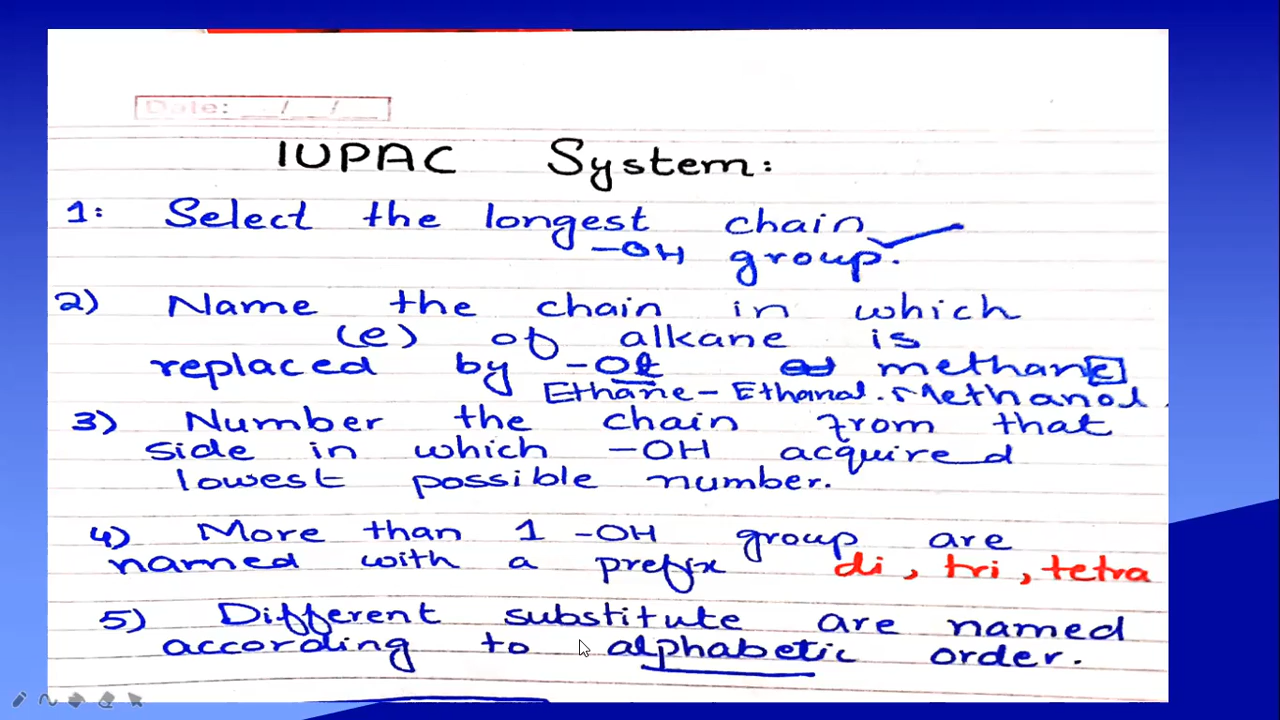 Date: __/__/__
IUPAC System:
1: Select the longest chain
-OH group.
2) Name the chain in which
(e) of alkane is
replaced by -Ol methane
Ethane - Ethanol. Methanol.
3) Number the chain from that
side in which -OH acquired
lowest possible number.
4) More than 1 -OH group are
named with a prefix di, tri, tetra
5) Different substitute are named
according to alphabetic order.